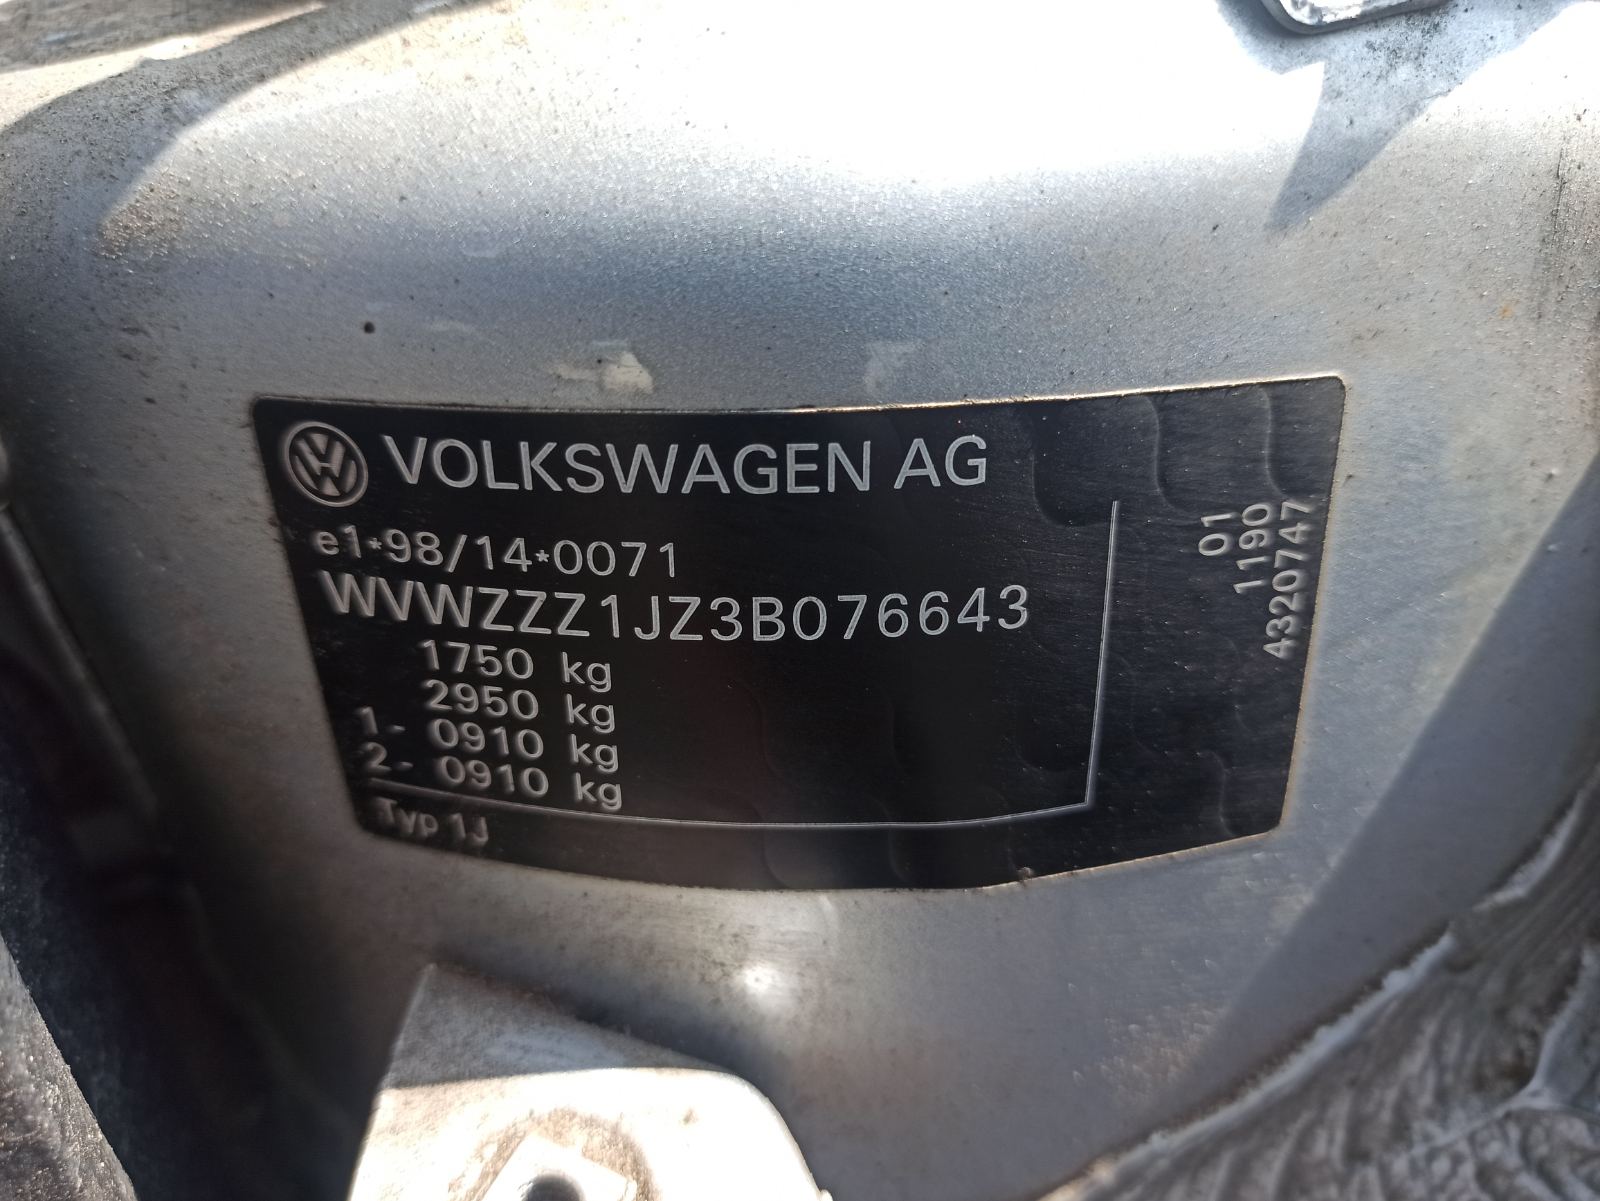 VOLKSWAGEN AG
e1*98/14*0071
WVWZZZ1JZ3B076643
1750 kg
2950 kg
1- 0910 kg
2- 0910 kg
Typ 1J
01
1190
4320747